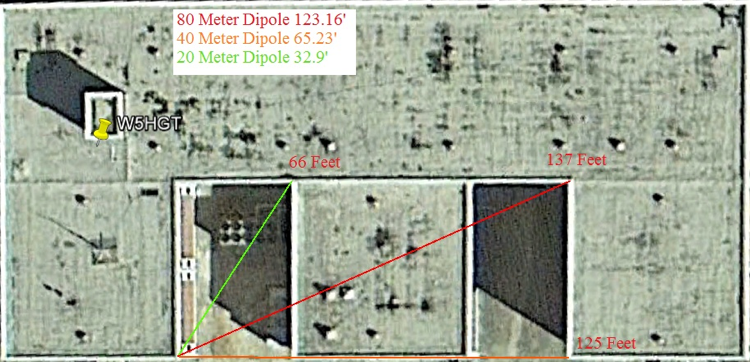 80 Meter Dipole 123.16'
40 Meter Dipole 65.23'
20 Meter Dipole 32.9'
W5HGT
66 Feet
137 Feet
125 Feet